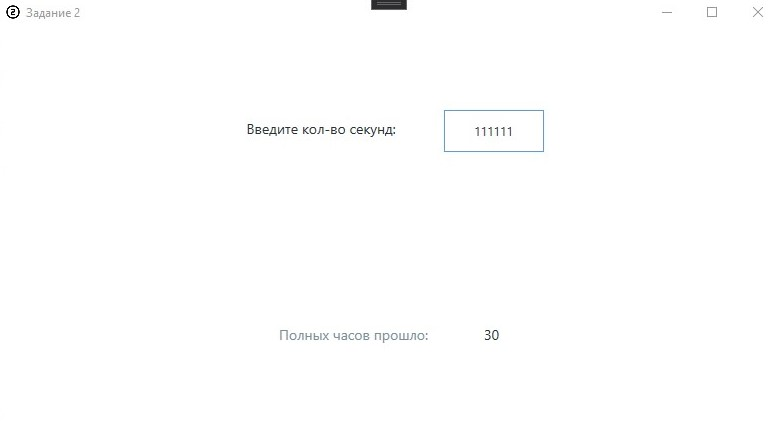 Задание 2
Введите кол-во секунд: 111111
Полных часов прошло: 30